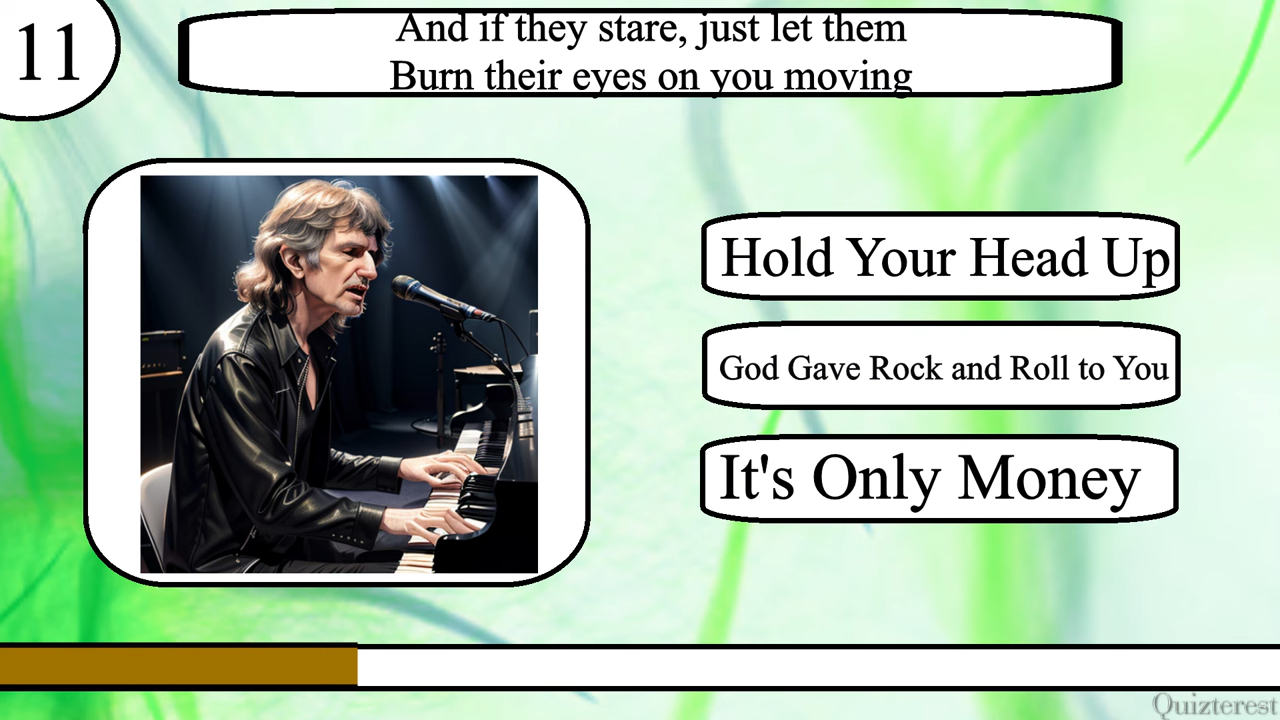 11
And if they stare, just let them
Burn their eyes on you moving
Hold Your Head Up
God Gave Rock and Roll to You
It's Only Money
Quizterest